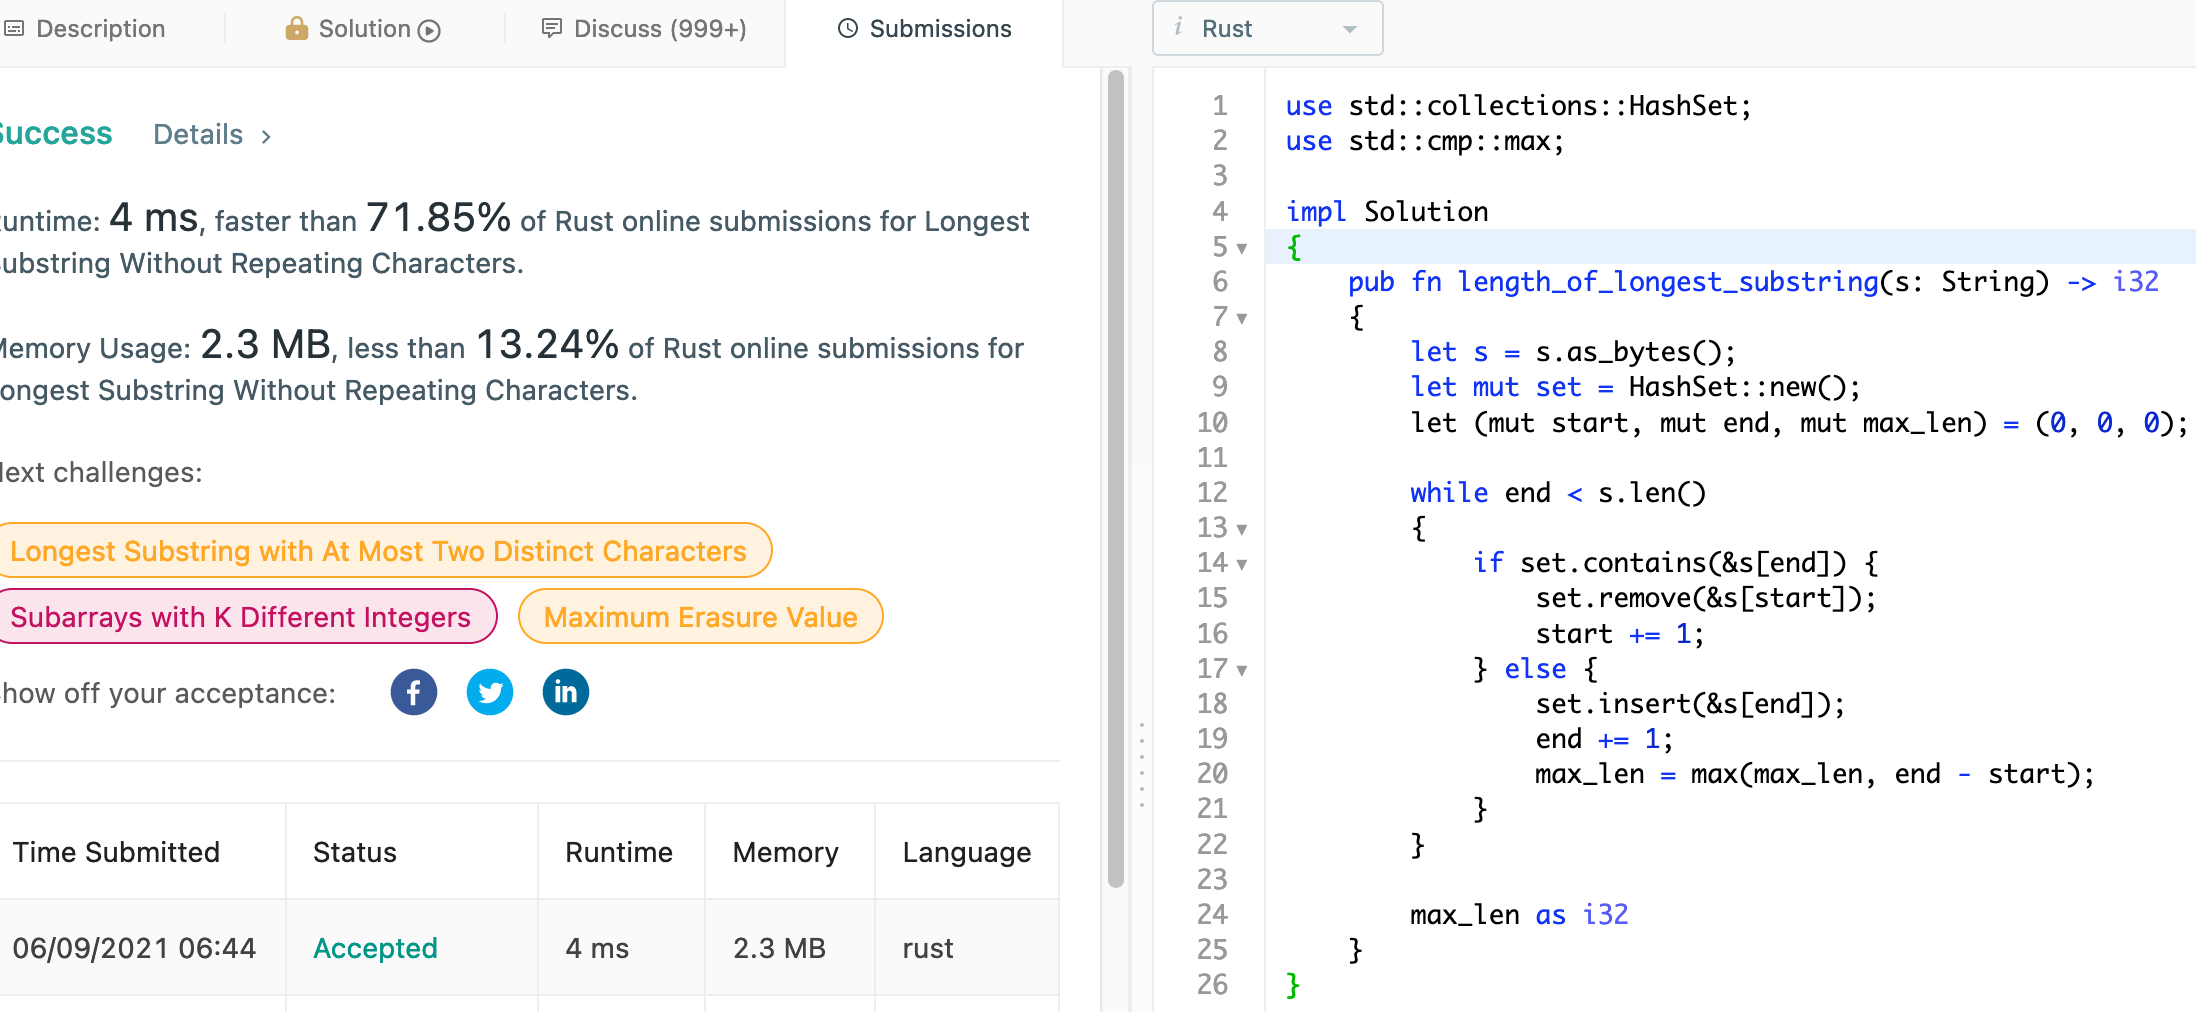 Description
Solution
Discuss (999+)
Submissions
i Rust
Success Details >
untime: 4 ms, faster than 71.85% of Rust online submissions for Longest
ubstring Without Repeating Characters.
Memory Usage: 2.3 MB, less than 13.24% of Rust online submissions for
ongest Substring Without Repeating Characters.
ext challenges:
Longest Substring with At Most Two Distinct Characters
Subarrays with K Different Integers
Maximum Erasure Value
how off your acceptance:
Time Submitted Status Runtime Memory Language
06/09/2021 06:44 Accepted 4 ms 2.3 MB rust
1 use std::collections::HashSet;
2 use std::cmp::max;
3
4 impl Solution
5 {
6     pub fn length_of_longest_substring(s: String) -> i32
7     {
8         let s = s.as_bytes();
9         let mut set = HashSet::new();
10         let (mut start, mut end, mut max_len) = (0, 0, 0);
11
12         while end < s.len()
13         {
14             if set.contains(&s[end]) {
15                 set.remove(&s[start]);
16                 start += 1;
17             } else {
18                 set.insert(&s[end]);
19                 end += 1;
20                 max_len = max(max_len, end - start);
21             }
22         }
23
24         max_len as i32
25     }
26 }